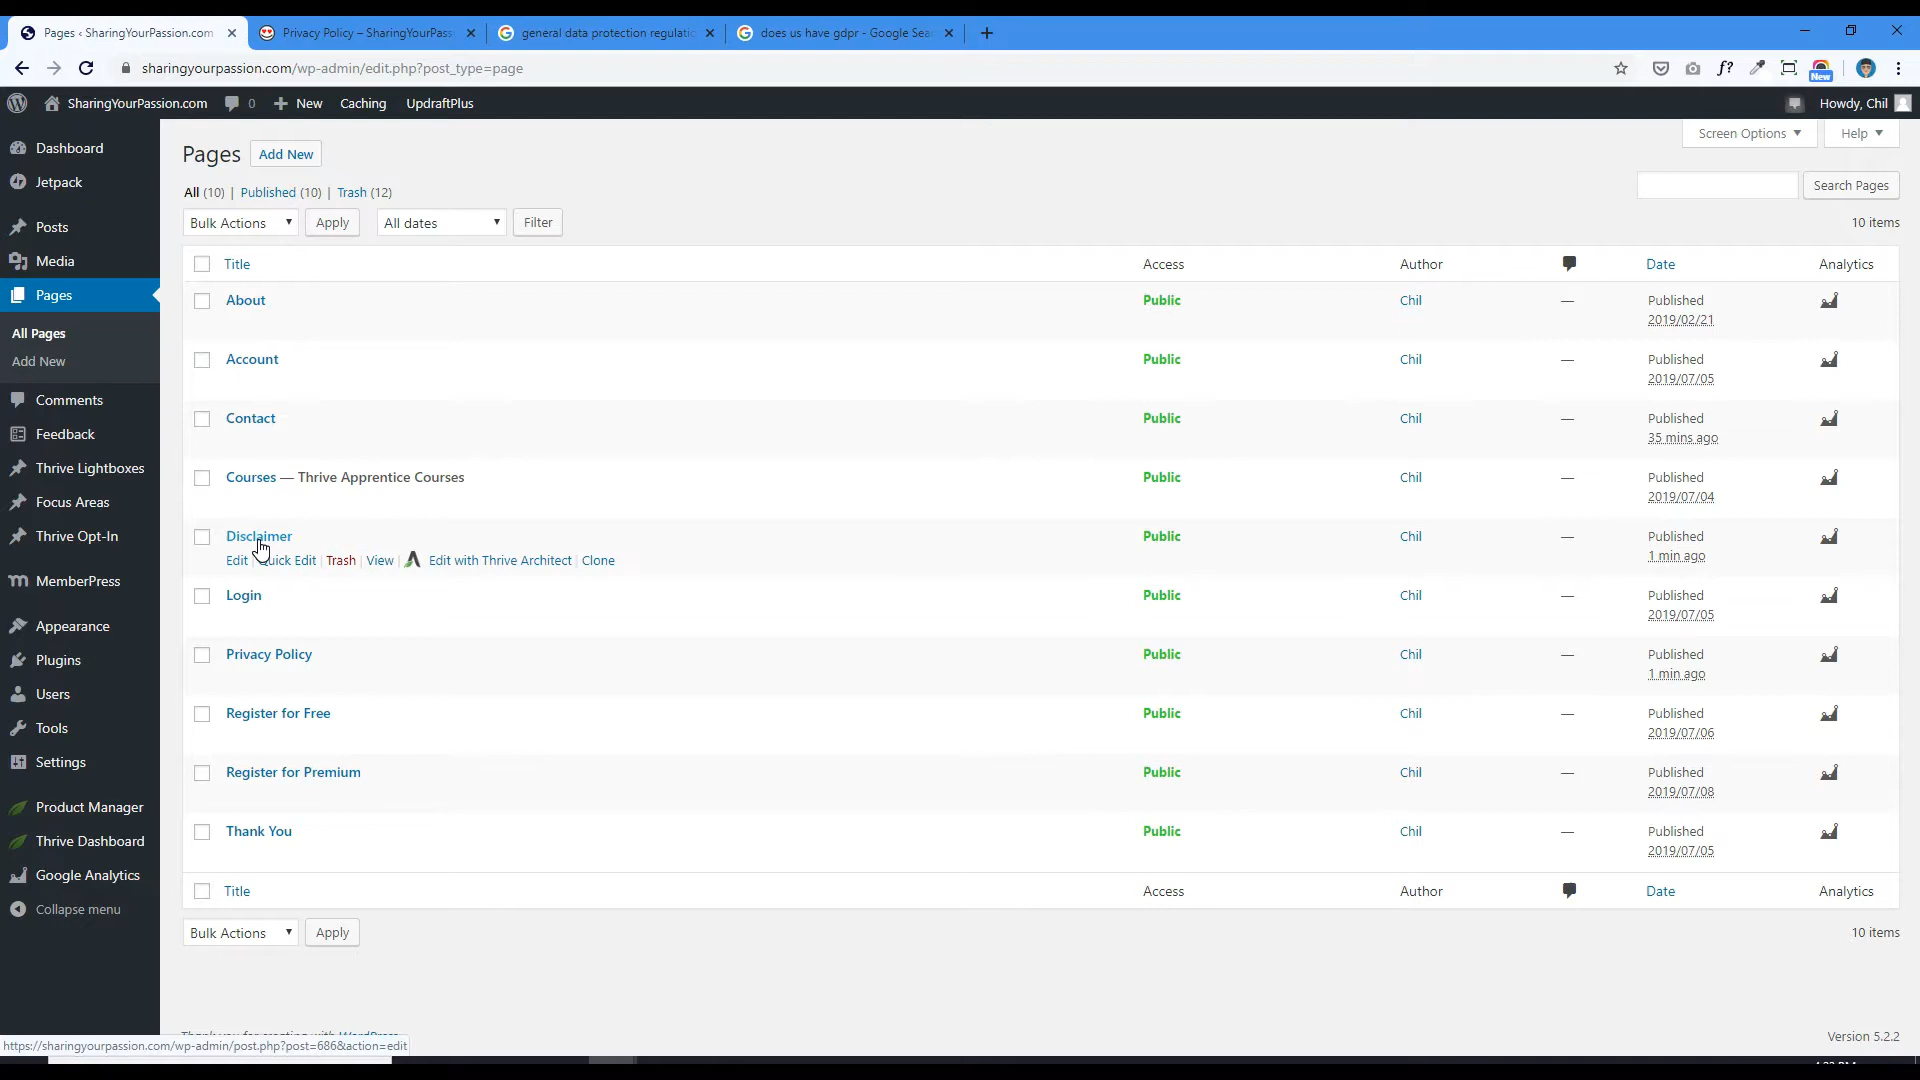 Pages ‹ SharingYourPassion.com
Privacy Policy – SharingYourPass
general data protection regulati
does us have gdpr - Google Sea
sharingyourpassion.com/wp-admin/edit.php?post_type=page
f?
New
SharingYourPassion.com
0
New
Caching
UpdraftPlus
Howdy, Chil
Dashboard
Jetpack
Posts
Media
Pages
All Pages
Add New
Comments
Feedback
Thrive Lightboxes
Focus Areas
Thrive Opt-In
MemberPress
Appearance
Plugins
Users
Tools
Settings
Product Manager
Thrive Dashboard
Google Analytics
Collapse menu
Screen Options
Help
Pages Add New
All (10) | Published (10) | Trash (12)
Search Pages
Bulk Actions Apply All dates Filter
10 items
Title Access Author Date Analytics
About Public Chil — Published
2019/02/21
Account Public Chil — Published
2019/07/05
Contact Public Chil — Published
35 mins ago
Courses — Thrive Apprentice Courses Public Chil — Published
2019/07/04
Disclaimer Public Chil — Published
1 min ago
Edit | Quick Edit | Trash | View | Edit with Thrive Architect | Clone
Login Public Chil — Published
2019/07/05
Privacy Policy Public Chil — Published
1 min ago
Register for Free Public Chil — Published
2019/07/06
Register for Premium Public Chil — Published
2019/07/08
Thank You Public Chil — Published
2019/07/05
Title Access Author Date Analytics
Bulk Actions Apply
10 items
Thank you for creating with WordPress
Version 5.2.2
https://sharingyourpassion.com/wp-admin/post.php?post=686&action=edit